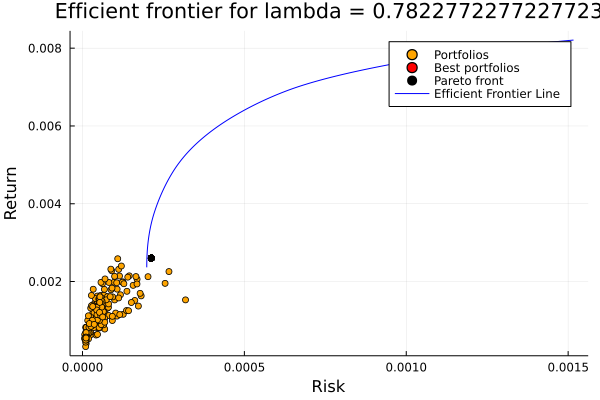 Efficient frontier for lambda = 0.7822772277227723
0.008
0.006
0.004
0.002
Return
Portfolios
Best portfolios
Pareto front
Efficient Frontier Line
0.0000
0.0005
0.0010
0.0015
Risk